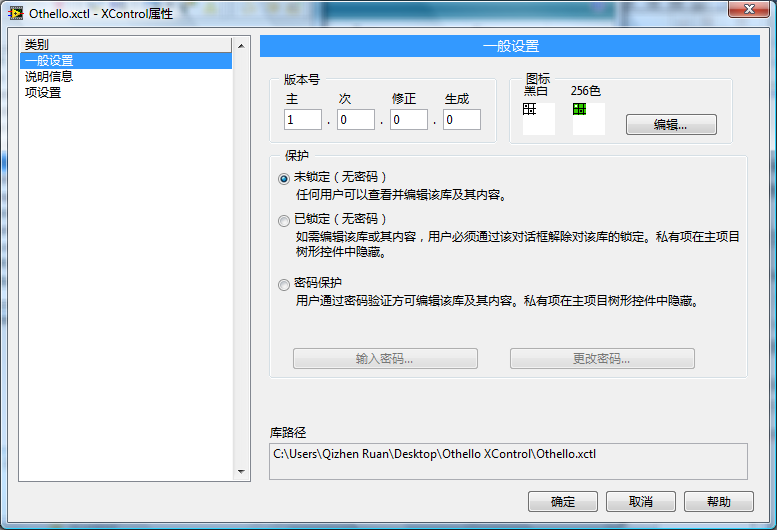 Othello.xctl - XControl属性
类别
一般设置
说明信息
项设置
一般设置
版本号
主 次 修正 生成
1 . 0 . 0 . 0
图标
黑白 256色
编辑...
保护
未锁定（无密码）
任何用户可以查看并编辑该库及其内容。
已锁定（无密码）
如需编辑该库或其内容，用户必须通过该对话框解除对该库的锁定。私有项在主项目
树形控件中隐藏。
密码保护
用户通过密码验证方可编辑该库及其内容。私有项在主项目树形控件中隐藏。
输入密码... 更改密码...
库路径
C:\Users\Qizhen Ruan\Desktop\Othello XControl\Othello.xctl
确定 取消 帮助